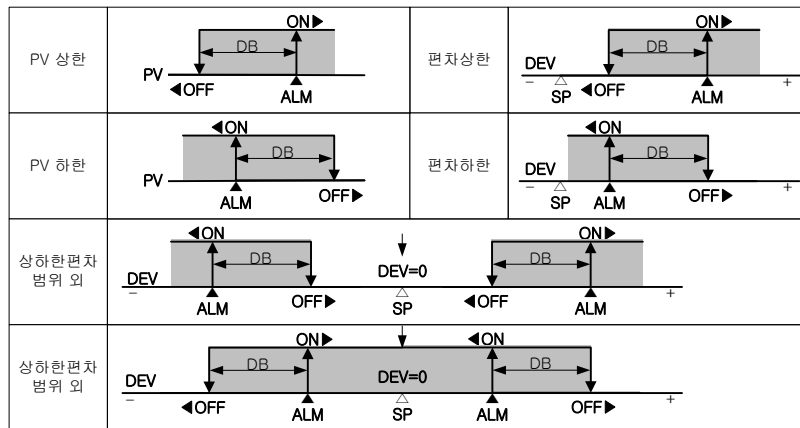 PV 상한
ON▶
DB
PV
◀OFF
ALM
편차상한
ON▶
DB
DEV
- SP ◀OFF ALM +
PV 하한
◀ON
DB
PV
ALM
OFF▶
편차하한
◀ON
DB
DEV
- SP ALM OFF▶ +
상하한편차
범위 외
◀ON
ON▶
DB
DB
DEV
DEV=0
- ALM OFF▶ SP ◀OFF ALM +
상하한편차
범위 외
ON▶
◀ON
DB
DB
DEV
DEV=0
- ◀OFF ALM SP ALM OFF▶ +